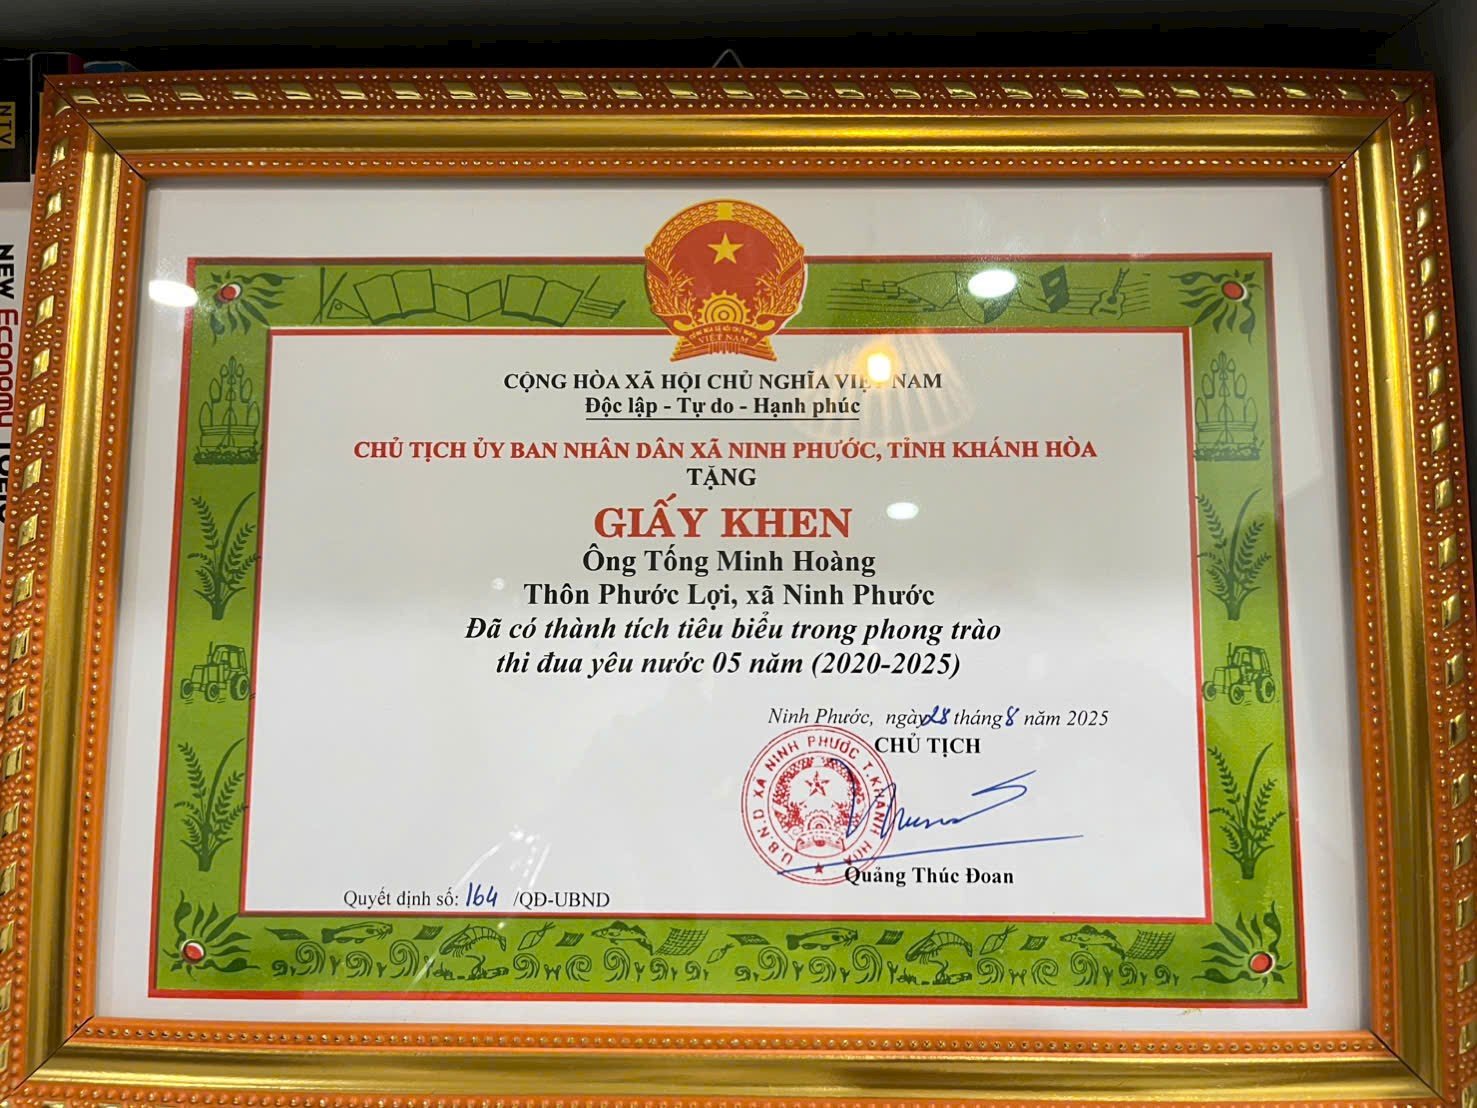 CỘNG HÒA XÃ HỘI CHỦ NGHĨA VIỆT NAM
Độc lập - Tự do - Hạnh phúc
CHỦ TỊCH ỦY BAN NHÂN DÂN XÃ NINH PHƯỚC, TỈNH KHÁNH HÒA
TẶNG
GIẤY KHEN
Ông Tống Minh Hoàng
Thôn Phước Lợi, xã Ninh Phước
Đã có thành tích tiêu biểu trong phong trào
thi đua yêu nước 05 năm (2020-2025)
Ninh Phước, ngày 28 tháng 8 năm 2025
CHỦ TỊCH
U.B.N.D XÃ NINH PHƯỚC T.KHÁNH HÒA
Quảng Thúc Đoan
Quyết định số: 164 /QĐ-UBND
NEW Economy TOEIC
VIỆT NAM